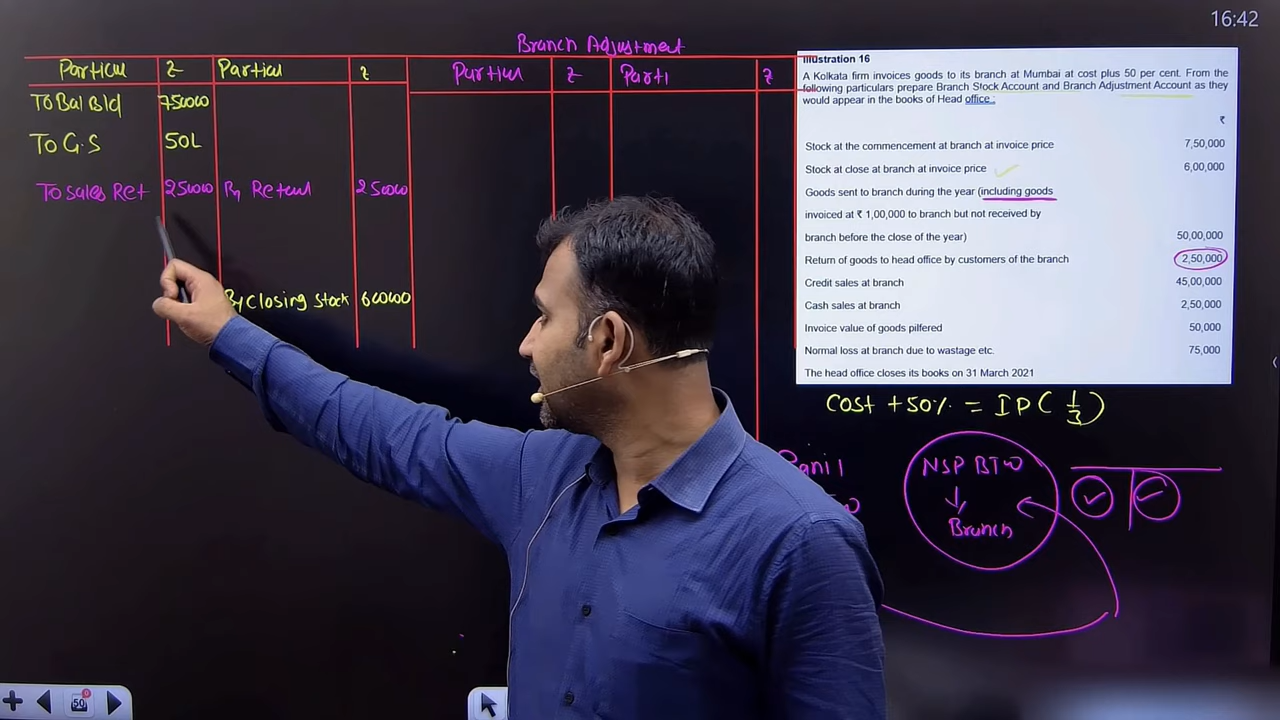 16:42
Branch Adjustment
Particul ₹ Particul ₹
Particul ₹ Parti ₹
To Bal B/d 750000
To G.S 50L
To Sales Ret 250000 By Return 250000
By Closing Stock 600000
Illustration 16
A Kolkata firm invoices goods to its branch at Mumbai at cost plus 50 per cent. From the
following particulars prepare Branch Stock Account and Branch Adjustment Account as they
would appear in the books of Head office :
₹
Stock at the commencement at branch at invoice price 7,50,000
Stock at close at branch at invoice price 6,00,000
Goods sent to branch during the year (including goods
invoiced at ₹ 1,00,000 to branch but not received by
branch before the close of the year) 50,00,000
Return of goods to head office by customers of the branch 2,50,000
Credit sales at branch 45,00,000
Cash sales at branch 2,50,000
Invoice value of goods pilfered 50,000
Normal loss at branch due to wastage etc. 75,000
The head office closes its books on 31 March 2021
Cost +50% = IP (1/3)
NSP BTW
Branch
50
0